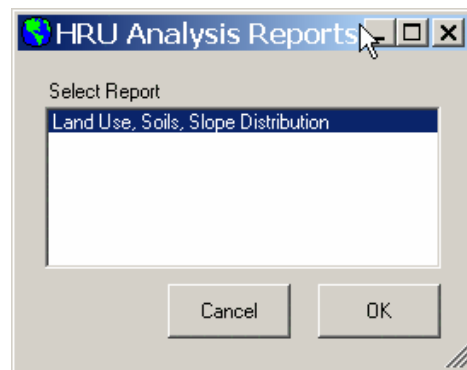 HRU Analysis Reports
Select Report
Land Use, Soils, Slope Distribution
Cancel OK